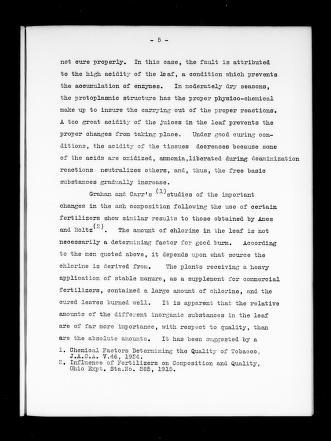 - 5 -
not cure properly. In this case, the fault is attributed
to the high acidity of the leaf, a condition which prevents
the accumulation of enzymes. In moderately dry seasons,
the protoplasmic structure has the proper physico-chemical
make up to insure the carrying out of the proper reactions.
A too great acidity of the juices in the leaf prevents the
proper changes from taking place. Under good curing con-
ditions, the acidity of the tissues decreases because some
of the acids are oxidized, ammonia,liberated during deaminization
reactions neutralizes others, and, thus, the free basic
substances gradually increase.
Graham and Carr's (1) studies of the important
changes in the ash composition following the use of certain
fertilizers show similar results to those obtained by Ames
and Boltz(2). The amount of chlorine in the leaf is not
necessarily a determining factor for good burn. According
to the men quoted above, it depends upon what source the
chlorine is derived from. The plants receiving a heavy
application of stable manure, as a supplement for commercial
fertilizers, contained a large amount of chlorine, and the
cured leaves burned well. It is apparent that the relative
amounts of the different inorganic substances in the leaf
are of far more importance, with respect to quality, than
are the absolute amounts. It has been suggested by a
1. Chemical Factors Determining the Quality of Tobacco.
J.A.C.S. V.46, 1924.
2. Influence of Fertilizers on Composition and Quality,
Ohio Expt. Sta.No. 285, 1915.